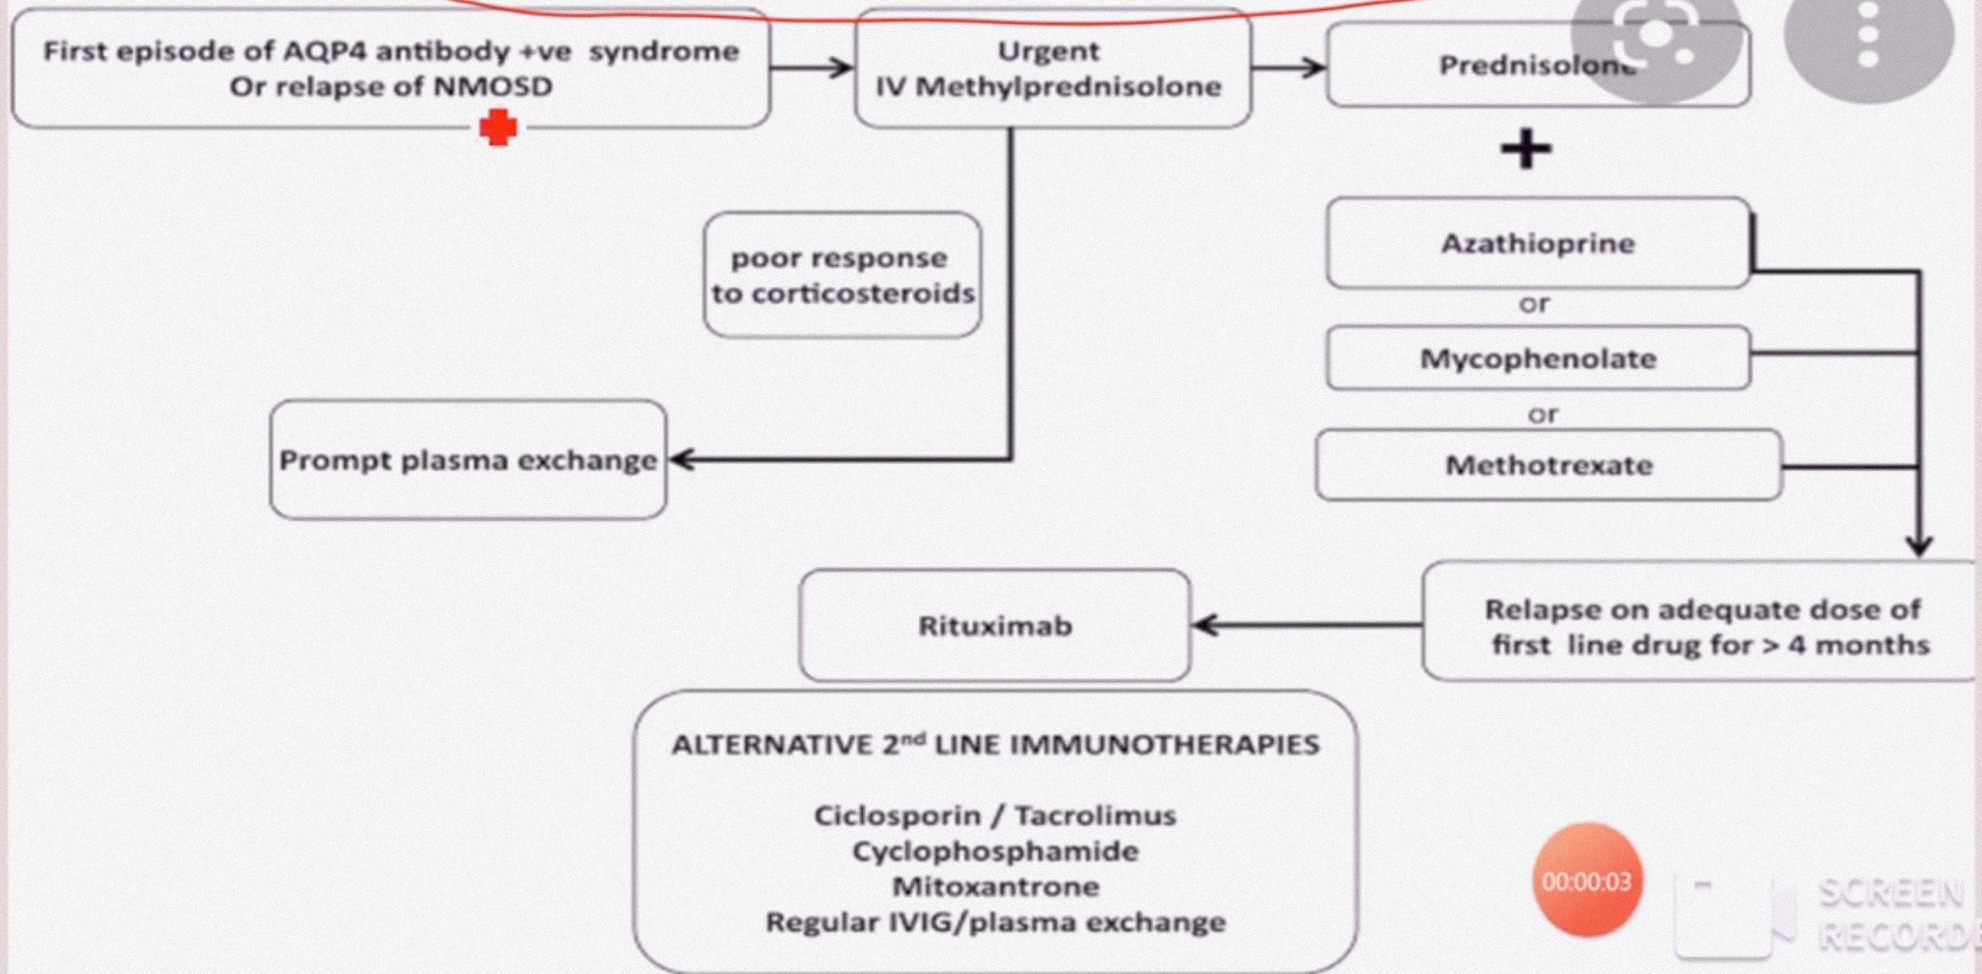 First episode of AQP4 antibody +ve syndrome
Or relapse of NMOSD
Urgent
IV Methylprednisolone
Prednisolone
+
poor response
to corticosteroids
Azathioprine
or
Mycophenolate
or
Methotrexate
Prompt plasma exchange
Relapse on adequate dose of
first line drug for > 4 months
Rituximab
ALTERNATIVE 2nd LINE IMMUNOTHERAPIES
Ciclosporin / Tacrolimus
Cyclophosphamide
Mitoxantrone
Regular IVIG/plasma exchange
00:00:03
SCREEN
RECORDE